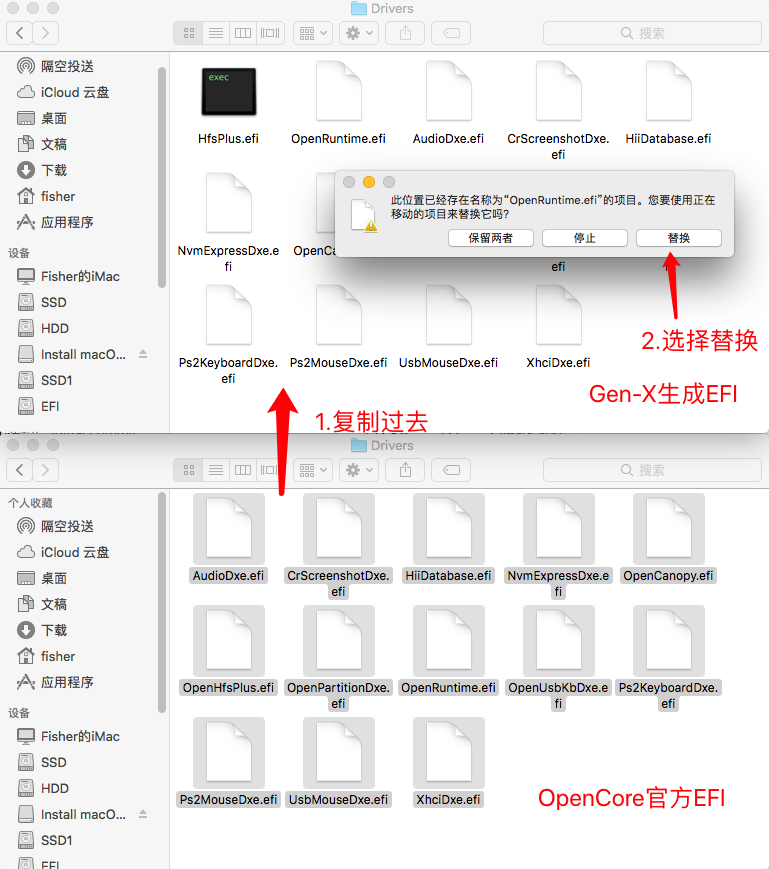 Drivers
搜索
隔空投送
iCloud 云盘
桌面
文稿
下载
fisher
应用程序
设备
Fisher的iMac
SSD
HDD
Install macO...
SSD1
EFI
exec
HfsPlus.efi
OpenRuntime.efi
AudioDxe.efi
CrScreenshotDxe.
efi
HiiDatabase.efi
此位置已经存在名称为“OpenRuntime.efi”的项目。您要使用正在
移动的项目来替换它吗?
保留两者
停止
替换
NvmExpressDxe.e
fi
OpenCa
efi
Ps2KeyboardDxe.
efi
Ps2MouseDxe.efi
UsbMouseDxe.efi
XhciDxe.efi
2.选择替换
Gen-X生成EFI
1.复制过去
Drivers
搜索
个人收藏
隔空投送
iCloud 云盘
桌面
文稿
下载
fisher
应用程序
设备
Fisher的iMac
SSD
HDD
Install macO...
SSD1
EFI
AudioDxe.efi
CrScreenshotDxe.
efi
HiiDatabase.efi
NvmExpressDxe.e
fi
OpenCanopy.efi
OpenHfsPlus.efi
OpenPartitionDxe.
efi
OpenRuntime.efi
OpenUsbKbDxe.e
fi
Ps2KeyboardDxe.
efi
Ps2MouseDxe.efi
UsbMouseDxe.efi
XhciDxe.efi
OpenCore官方EFI